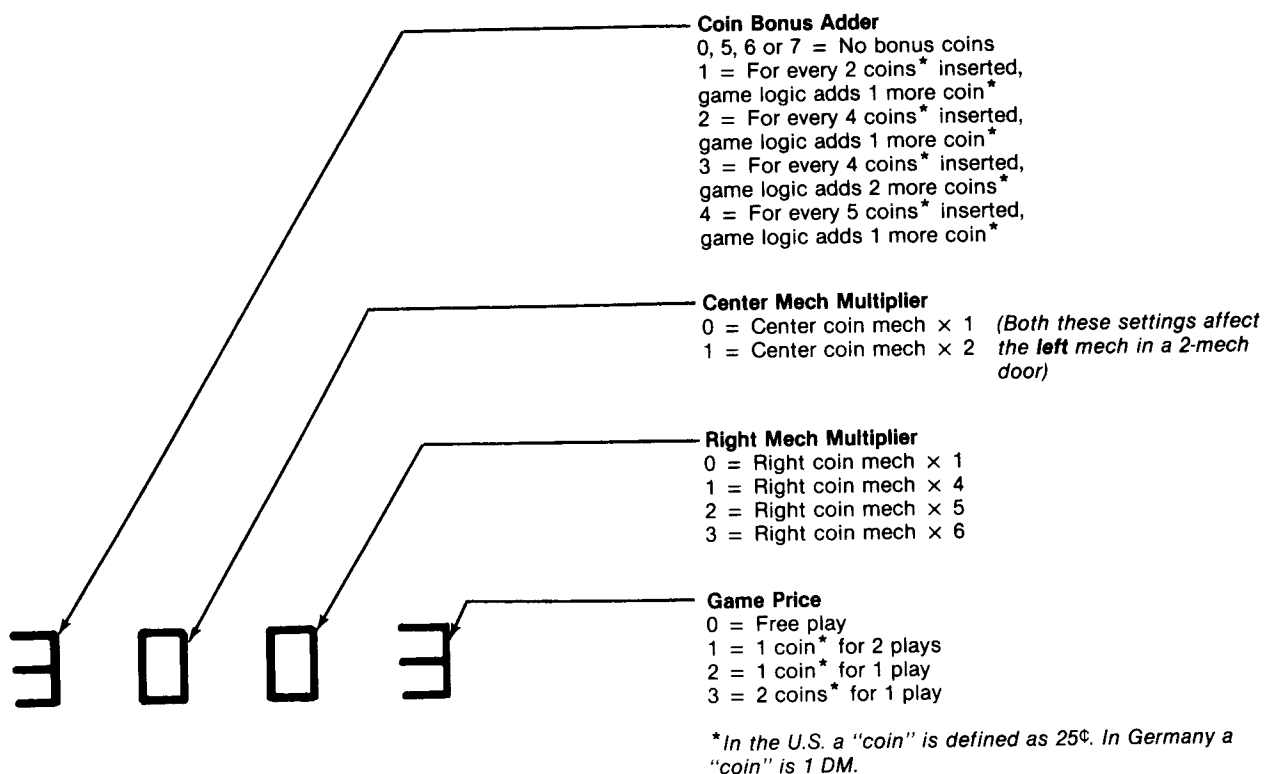 Coin Bonus Adder
0, 5, 6 or 7 = No bonus coins
1 = For every 2 coins* inserted,
game logic adds 1 more coin*
2 = For every 4 coins* inserted,
game logic adds 1 more coin*
3 = For every 4 coins* inserted,
game logic adds 2 more coins*
4 = For every 5 coins* inserted,
game logic adds 1 more coin*
Center Mech Multiplier
0 = Center coin mech × 1 (Both these settings affect
1 = Center coin mech × 2 the left mech in a 2-mech
door)
Right Mech Multiplier
0 = Right coin mech × 1
1 = Right coin mech × 4
2 = Right coin mech × 5
3 = Right coin mech × 6
Game Price
0 = Free play
1 = 1 coin* for 2 plays
2 = 1 coin* for 1 play
3 = 2 coins* for 1 play
3 0 0 3
*In the U.S. a "coin" is defined as 25¢. In Germany a
"coin" is 1 DM.